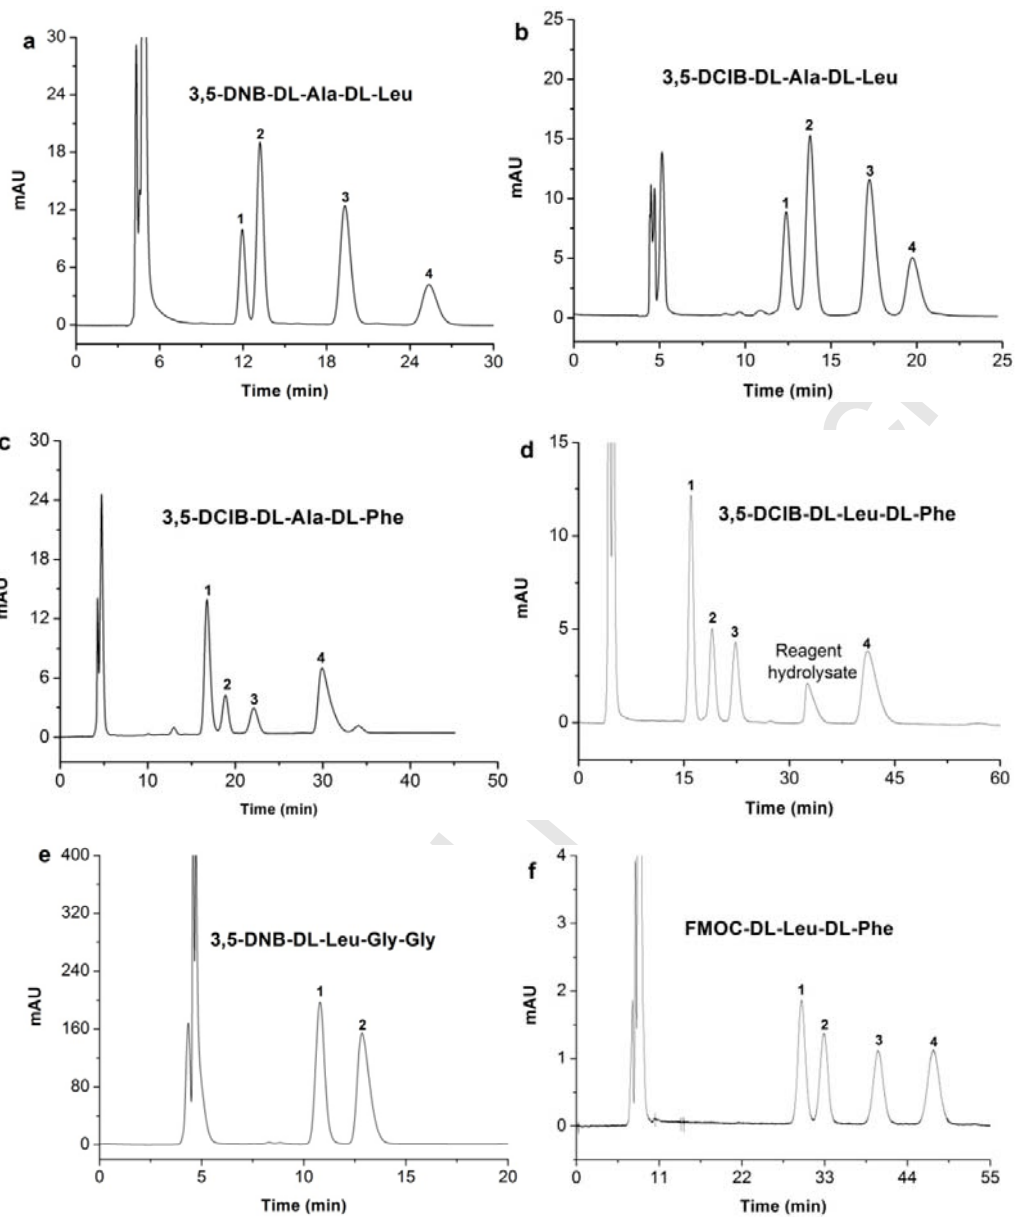 a
30
24
18
12
6
0
mAU
3,5-DNB-DL-Ala-DL-Leu
1
2
3
4
0 6 12 18 24 30
Time (min)
b
25
20
15
10
5
0
mAU
3,5-DClB-DL-Ala-DL-Leu
1
2
3
4
0 5 10 15 20 25
Time (min)
c
30
24
18
12
6
0
mAU
3,5-DClB-DL-Ala-DL-Phe
1
2
3
4
0 10 20 30 40 50
Time (min)
d
15
10
5
0
mAU
3,5-DClB-DL-Leu-DL-Phe
1
2
3
Reagent
hydrolysate
4
0 15 30 45 60
Time (min)
e
400
320
240
160
80
0
mAU
3,5-DNB-DL-Leu-Gly-Gly
1
2
0 5 10 15 20
Time (min)
f
4
3
2
1
0
mAU
FMOC-DL-Leu-DL-Phe
1
2
3
4
0 11 22 33 44 55
Time (min)